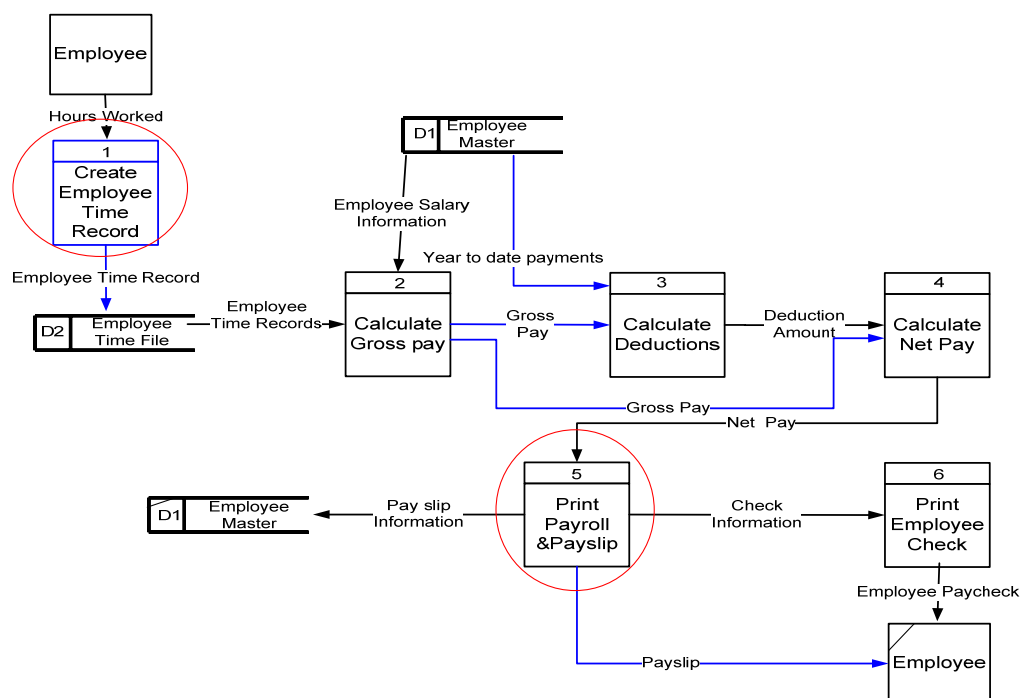 Employee
Hours Worked
1
Create
Employee
Time
Record
Employee Time Record
D2
Employee
Time File
D1
Employee
Master
Employee Salary
Information
Year to date payments
Employee
Time Records
2
Calculate
Gross pay
Gross
Pay
3
Calculate
Deductions
Deduction
Amount
4
Calculate
Net Pay
Gross Pay
Net Pay
5
Print
Payroll
&Payslip
Pay slip
Information
D1
Employee
Master
Check
Information
6
Print
Employee
Check
Employee Paycheck
Payslip
Employee